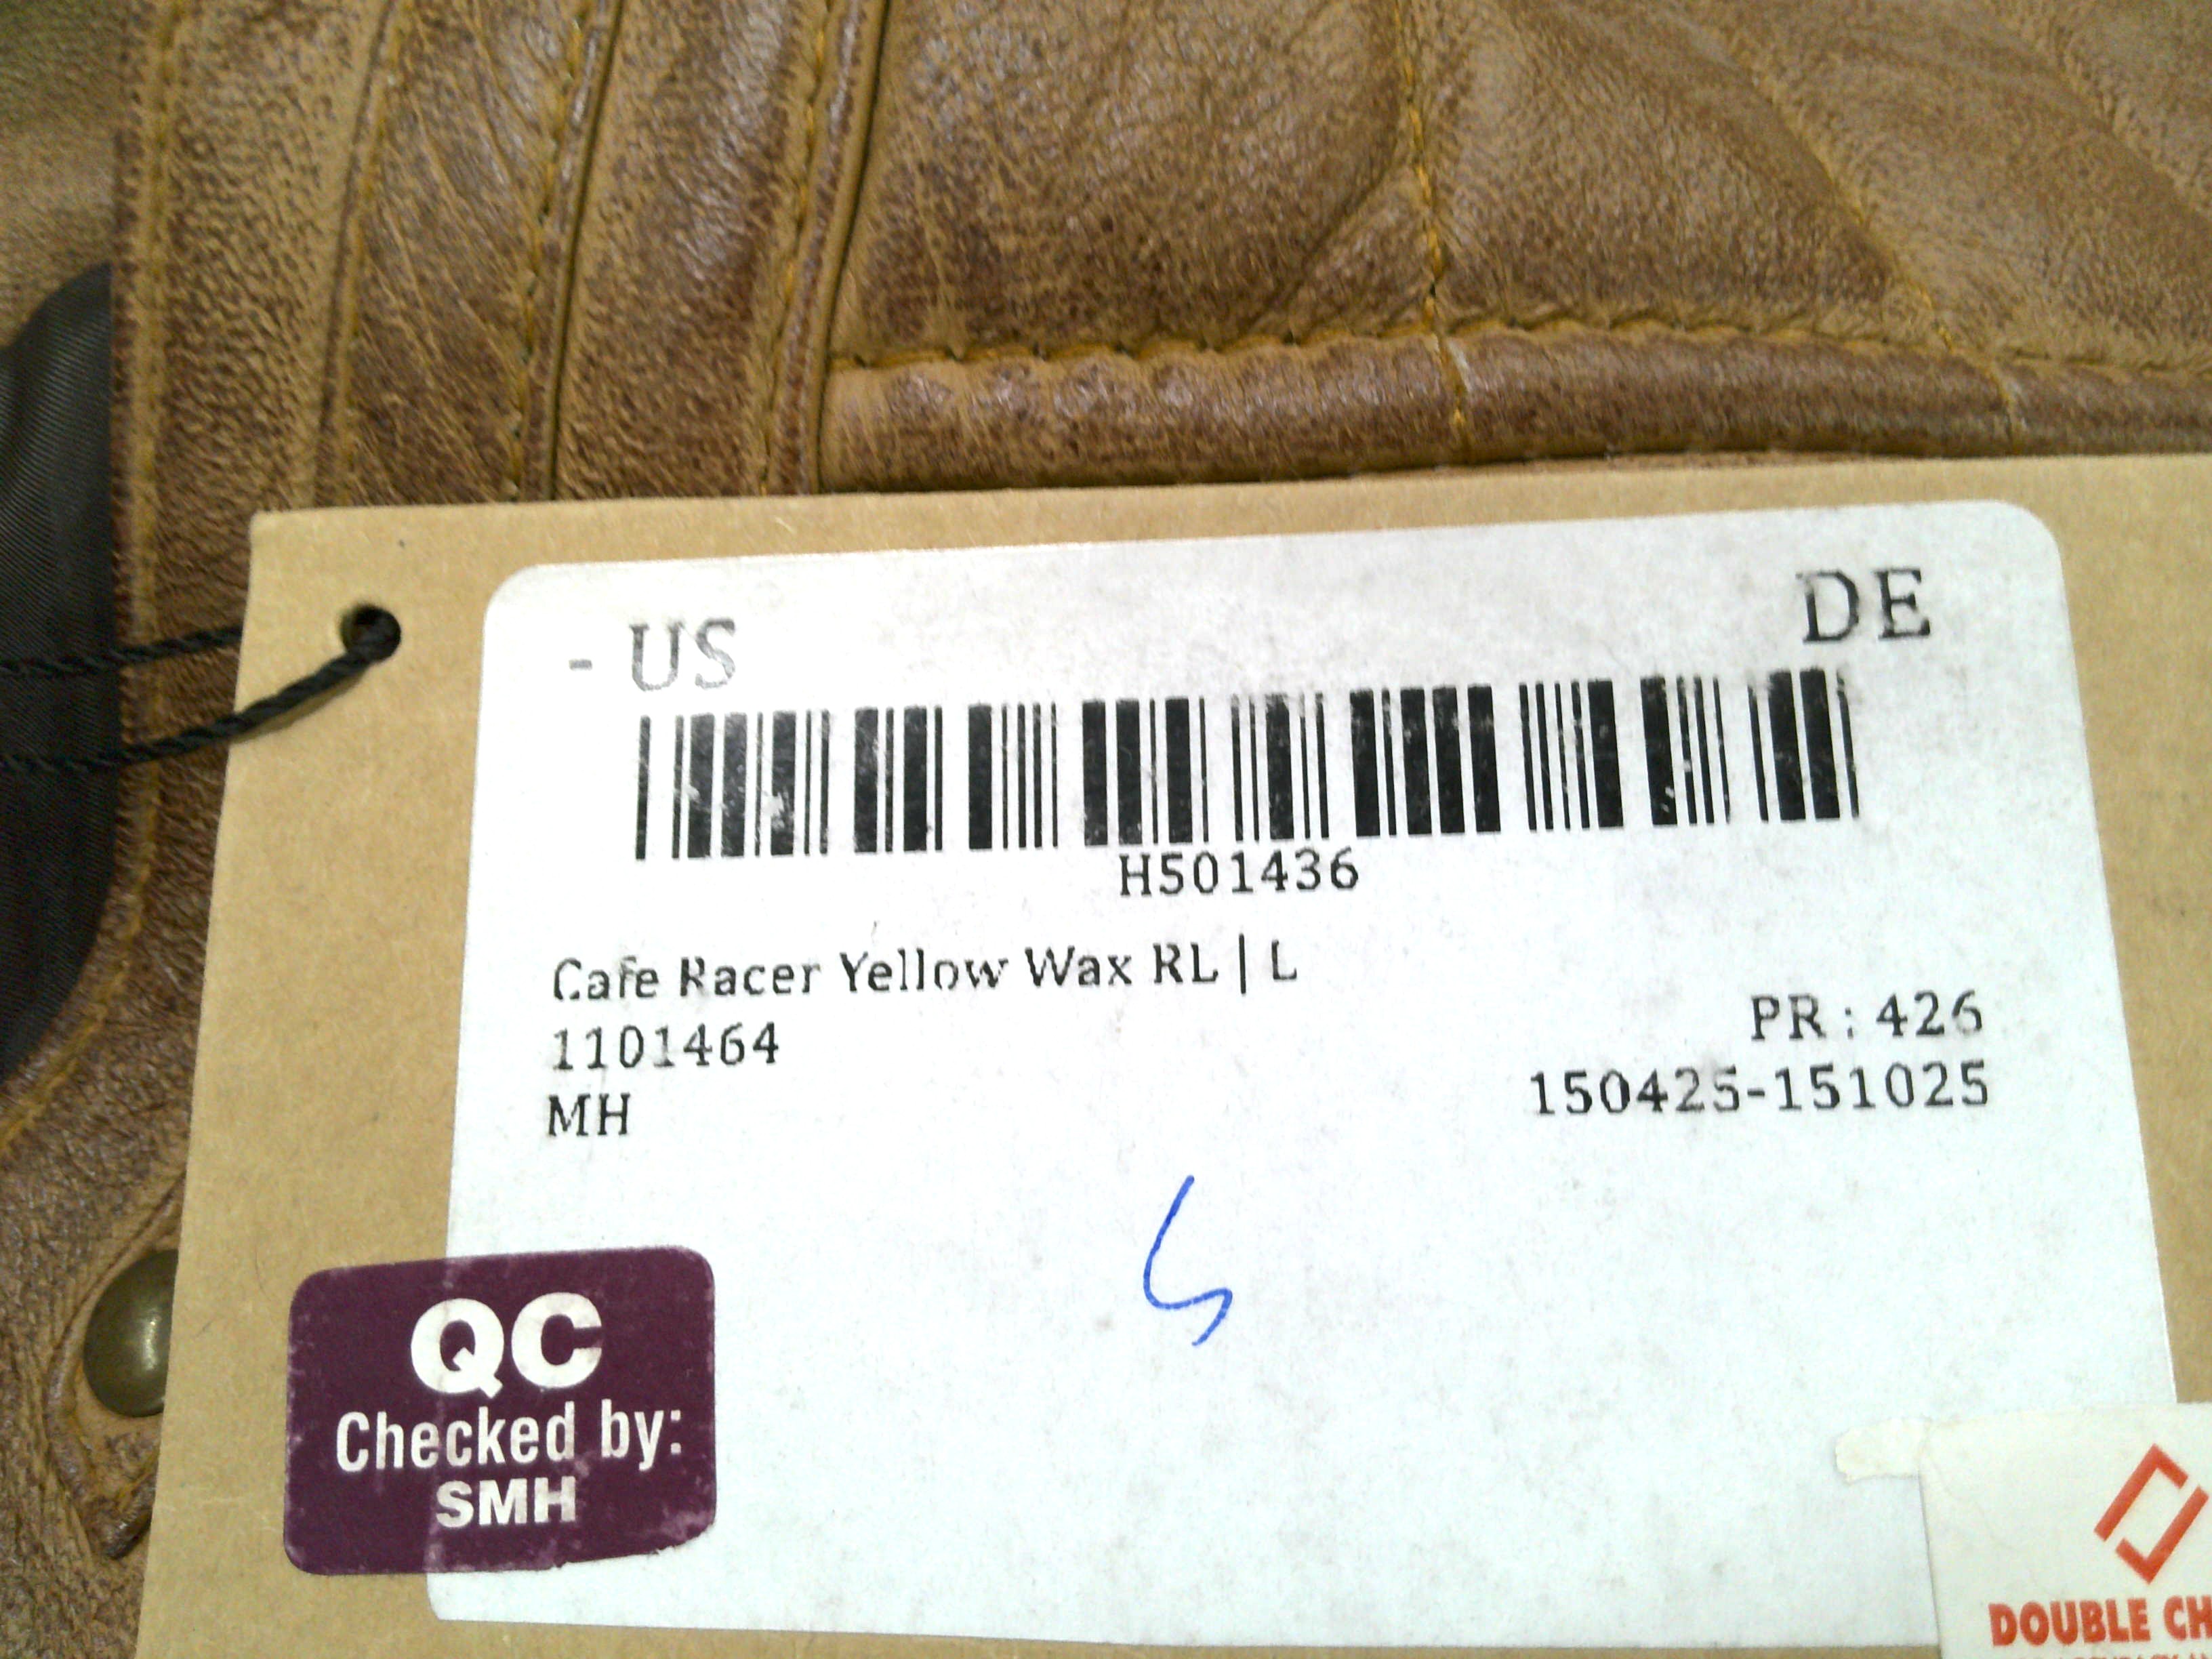 - US DE
H501436
Cafe Racer Yellow Wax RL | L
1101464
PR : 426
MH
150425-151025
QC
Checked by:
SMH
DOUBLE CH